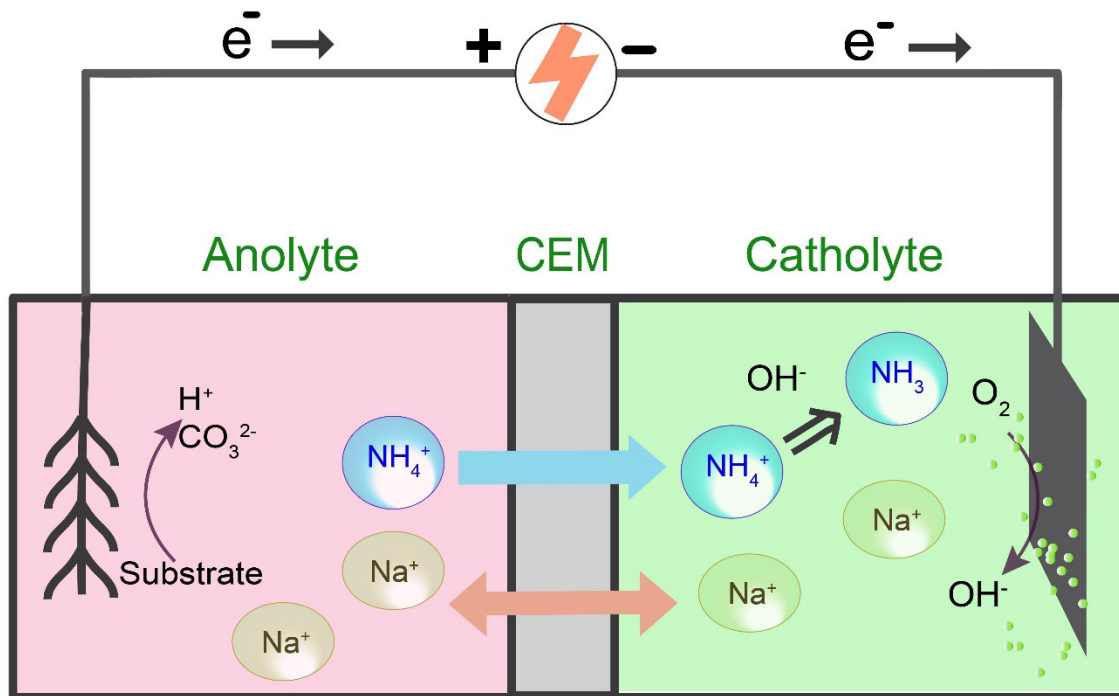 e⁻ + − e⁻
Anolyte CEM Catholyte
H⁺
CO₃²⁻
NH₄⁺
Substrate
Na⁺
Na⁺
OH⁻
NH₃
NH₄⁺
O₂
Na⁺
Na⁺
OH⁻